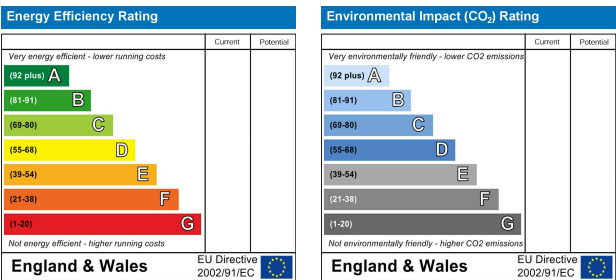 Energy Efficiency Rating
Current Potential
Very energy efficient - lower running costs
(92 plus) A
(81-91) B
(69-80) C
(55-68) D
(39-54) E
(21-38) F
(1-20) G
Not energy efficient - higher running costs
England & Wales
EU Directive
2002/91/EC
Environmental Impact (CO₂) Rating
Current Potential
Very environmentally friendly - lower CO2 emissions
(92 plus) A
(81-91) B
(69-80) C
(55-68) D
(39-54) E
(21-38) F
(1-20) G
Not environmentally friendly - higher CO2 emissions
England & Wales
EU Directive
2002/91/EC